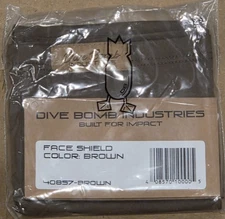 DIVE BOMB INDUSTRIES
BUILT FOR IMPACT
FACE SHIELD
COLOR: BROWN
40857-BROWN